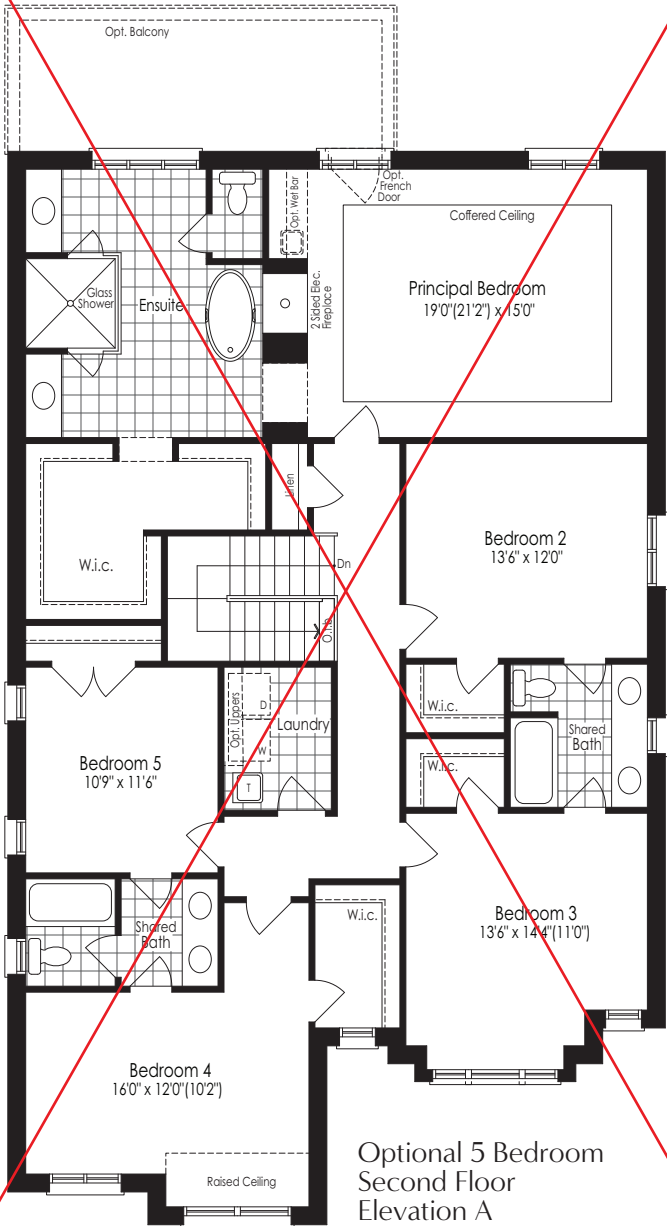 Opt. Balcony
Opt.
French
Door
Opt. Wet Bar
Coffered Ceiling
Glass
Shower
Ensuite
2 Sided Elec.
Fireplace
Principal Bedroom
19'0"(21'2") x 15'0"
Linen
W.i.c.
Dn
Bedroom 2
13'6" x 12'0"
O.t.b
Opt. Uppers
D
W
T
Laundry
W.i.c.
W.i.c.
Shared
Bath
Bedroom 5
10'9" x 11'6"
Shared
Bath
W.i.c.
Bedroom 3
13'6" x 14'4"(11'0")
Bedroom 4
16'0" x 12'0"(10'2")
Raised Ceiling
Optional 5 Bedroom
Second Floor
Elevation A